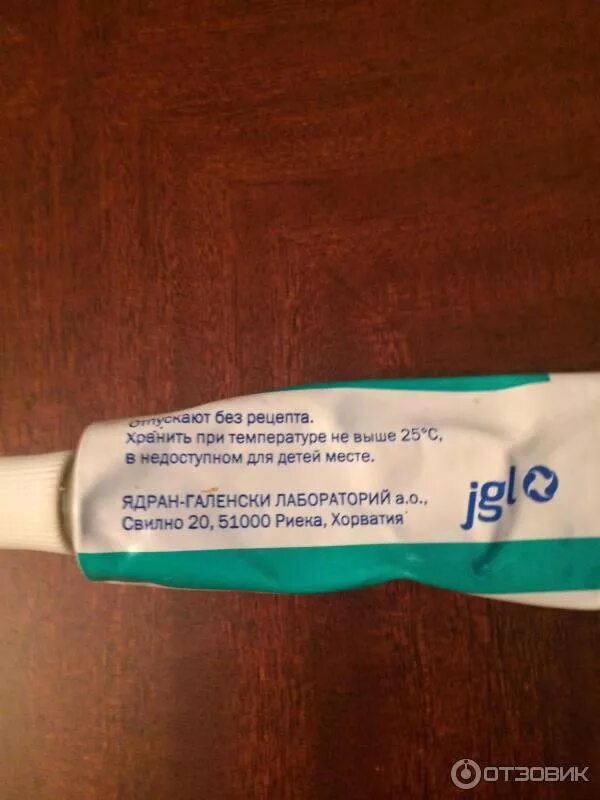 Отпускают без рецепта.
Хранить при температуре не выше 25°С,
в недоступном для детей месте.
ЯДРАН-ГАЛЕНСКИ ЛАБОРАТОРИЙ а.о.,
Свилно 20, 51000 Риека, Хорватия
jgl
ОТЗОВИК